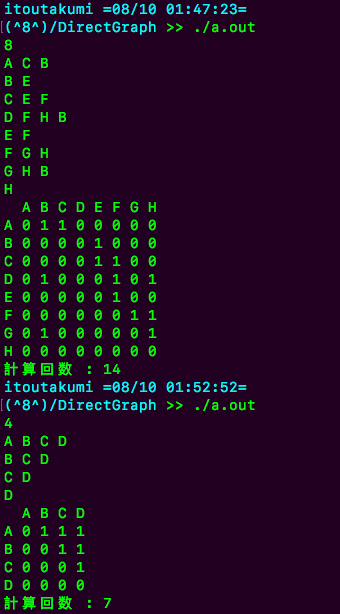 itoutakumi =08/10 01:47:23=
(^8^)/DirectGraph >> ./a.out
8
A C B
B E
C E F
D F H B
E F
F G H
G H B
H
  A B C D E F G H
A 0 1 1 0 0 0 0 0
B 0 0 0 0 1 0 0 0
C 0 0 0 0 1 1 0 0
D 0 1 0 0 0 1 0 1
E 0 0 0 0 0 1 0 0
F 0 0 0 0 0 0 1 1
G 0 1 0 0 0 0 0 1
H 0 0 0 0 0 0 0 0
計算回数 : 14
itoutakumi =08/10 01:52:52=
(^8^)/DirectGraph >> ./a.out
4
A B C D
B C D
C D
D
  A B C D
A 0 1 1 1
B 0 0 1 1
C 0 0 0 1
D 0 0 0 0
計算回数 : 7